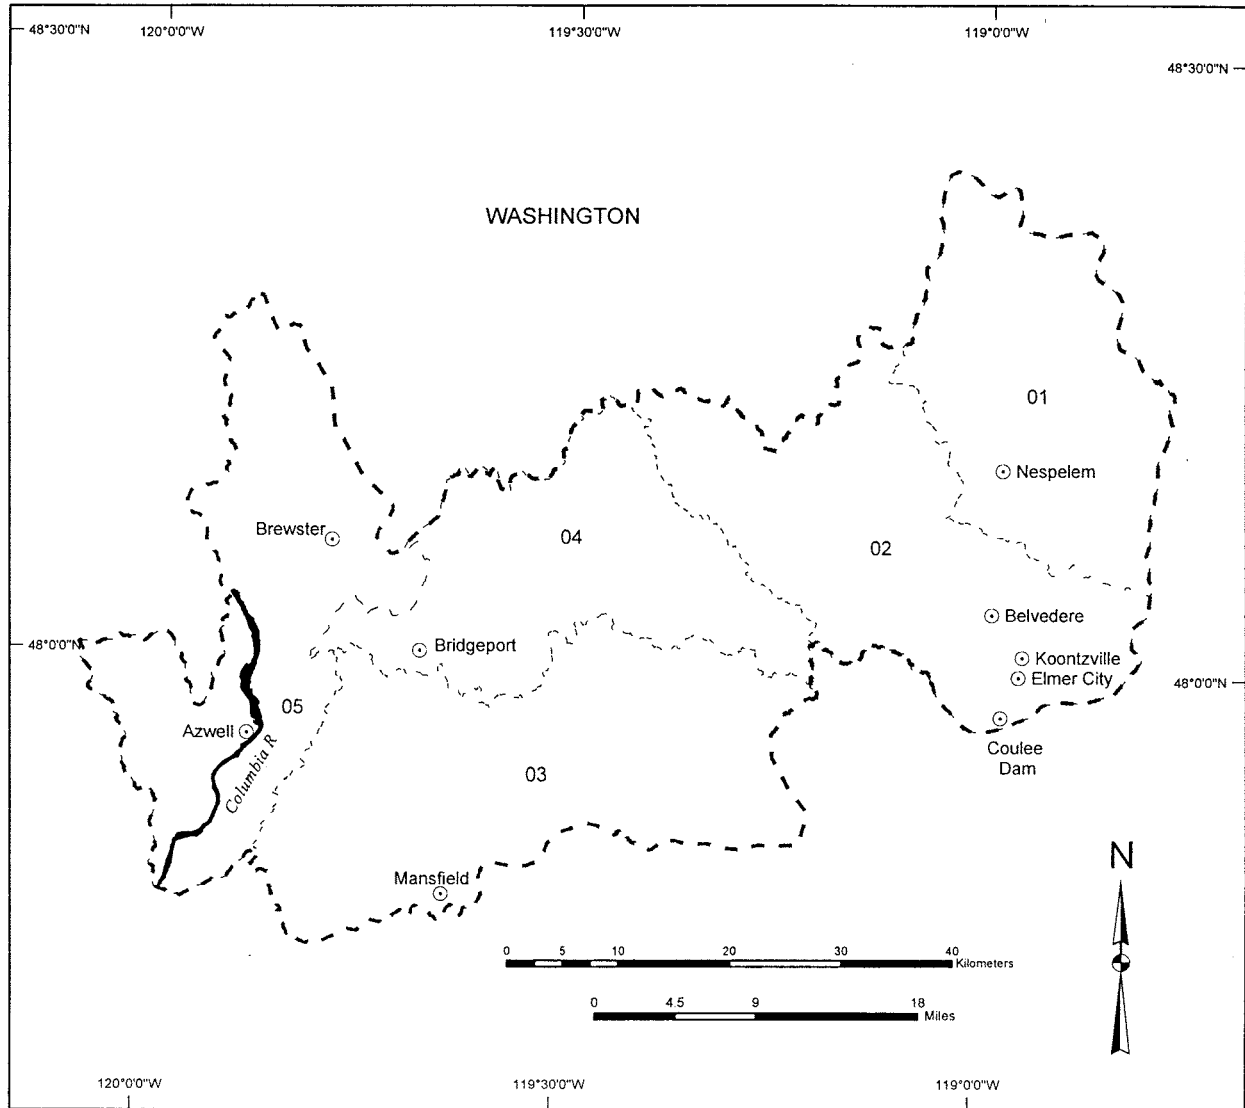 48°30'0"N
120°0'0"W
119°30'0"W
119°0'0"W
48°30'0"N
WASHINGTON
01
Nespelem
Brewster
04
02
Belvedere
48°0'0"N
Bridgeport
Koontzville
Elmer City
48°0'0"N
05
Azwell
Columbia R
Coulee
Dam
03
N
Mansfield
0 5 10 20 30 40
Kilometers
0 4.5 9 18
Miles
120°0'0"W
119°30'0"W
119°0'0"W